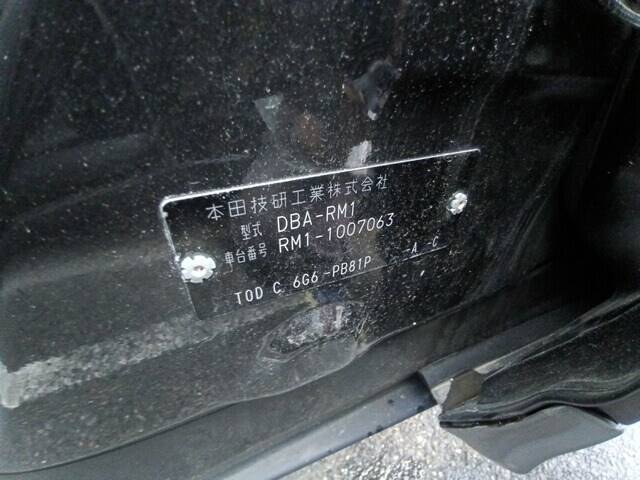 本田技研工業株式会社
型式 DBA-RM1
車台番号 RM1-1007063
TOD C 6G6-PB81P -A -C